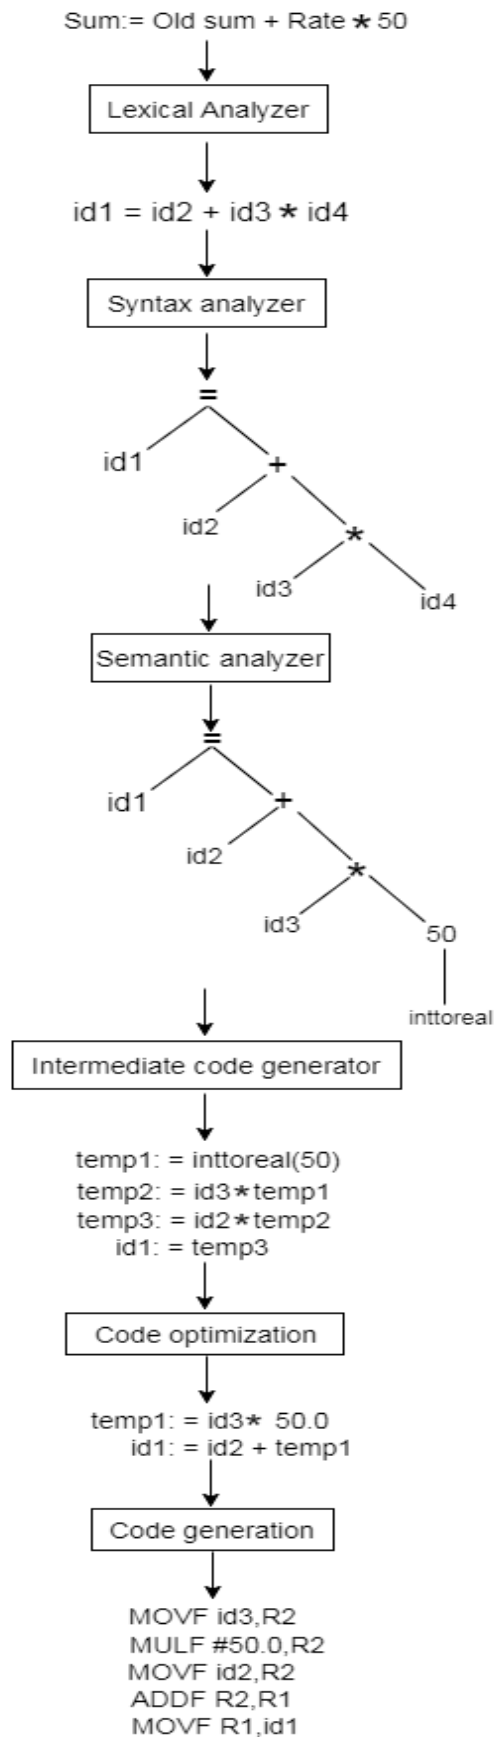 Sum:= Old sum + Rate * 50
Lexical Analyzer
id1 = id2 + id3 * id4
Syntax analyzer
=
id1
+
id2
*
id3
id4
Semantic analyzer
=
id1
+
id2
*
id3
50
inttoreal
Intermediate code generator
temp1: = inttoreal(50)
temp2: = id3*temp1
temp3: = id2*temp2
id1: = temp3
Code optimization
temp1: = id3* 50.0
id1: = id2 + temp1
Code generation
MOVF id3,R2
MULF #50.0,R2
MOVF id2,R2
ADDF R2,R1
MOVF R1,id1